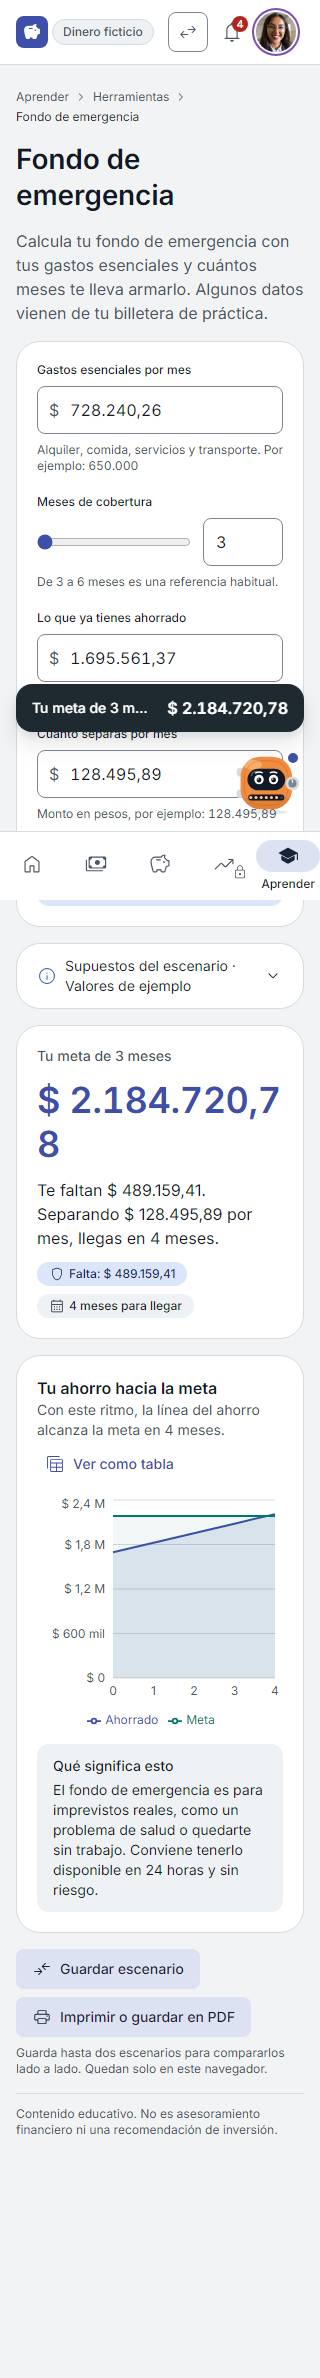 Dinero ficticio
4
Aprender > Herramientas >
Fondo de emergencia
Fondo de
emergencia
Calcula tu fondo de emergencia con
tus gastos esenciales y cuántos
meses te lleva armarlo. Algunos datos
vienen de tu billetera de práctica.
Gastos esenciales por mes
$ 728.240,26
Alquiler, comida, servicios y transporte. Por
ejemplo: 650.000
Meses de cobertura
3
De 3 a 6 meses es una referencia habitual.
Lo que ya tienes ahorrado
$ 1.695.561,37
Tu meta de 3 m... $ 2.184.720,78
Cuánto separas por mes
$ 128.495,89
Monto en pesos, por ejemplo: 128.495,89
Aprender
Supuestos del escenario ·
Valores de ejemplo
Tu meta de 3 meses
$ 2.184.720,7
8
Te faltan $ 489.159,41.
Separando $ 128.495,89 por
mes, llegas en 4 meses.
Falta: $ 489.159,41
4 meses para llegar
Tu ahorro hacia la meta
Con este ritmo, la línea del ahorro
alcanza la meta en 4 meses.
Ver como tabla
$ 2,4 M
$ 1,8 M
$ 1,2 M
$ 600 mil
$ 0
0 1 2 3 4
Ahorrado Meta
Qué significa esto
El fondo de emergencia es para
imprevistos reales, como un
problema de salud o quedarte
sin trabajo. Conviene tenerlo
disponible en 24 horas y sin
riesgo.
Guardar escenario
Imprimir o guardar en PDF
Guarda hasta dos escenarios para compararlos
lado a lado. Quedan solo en este navegador.
Contenido educativo. No es asesoramiento
financiero ni una recomendación de inversión.